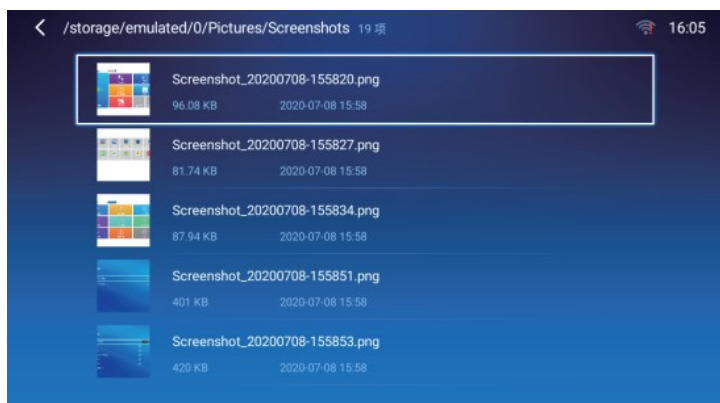 /storage/emulated/0/Pictures/Screenshots 19 项 16:05
Screenshot_20200708-155820.png
96.08 KB 2020-07-08 15:58
Screenshot_20200708-155827.png
81.74 KB 2020-07-08 15:58
Screenshot_20200708-155834.png
87.94 KB 2020-07-08 15:58
Screenshot_20200708-155851.png
401 KB 2020-07-08 15:58
Screenshot_20200708-155853.png
420 KB 2020-07-08 15:58